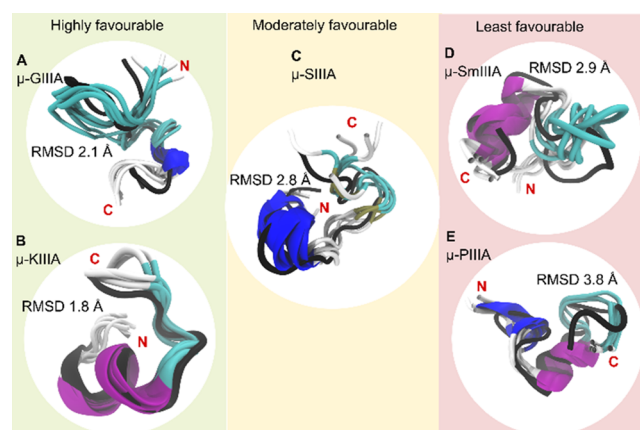 Highly favourable
Moderately favourable
Least favourable
A
μ-GIIIA
N
RMSD 2.1 Å
C
B
μ-KIIIA
C
RMSD 1.8 Å
N
C
μ-SIIIA
C
RMSD 2.8 Å
N
D
μ-SmIIIA
RMSD 2.9 Å
C
N
E
μ-PIIIA
N
RMSD 3.8 Å
C